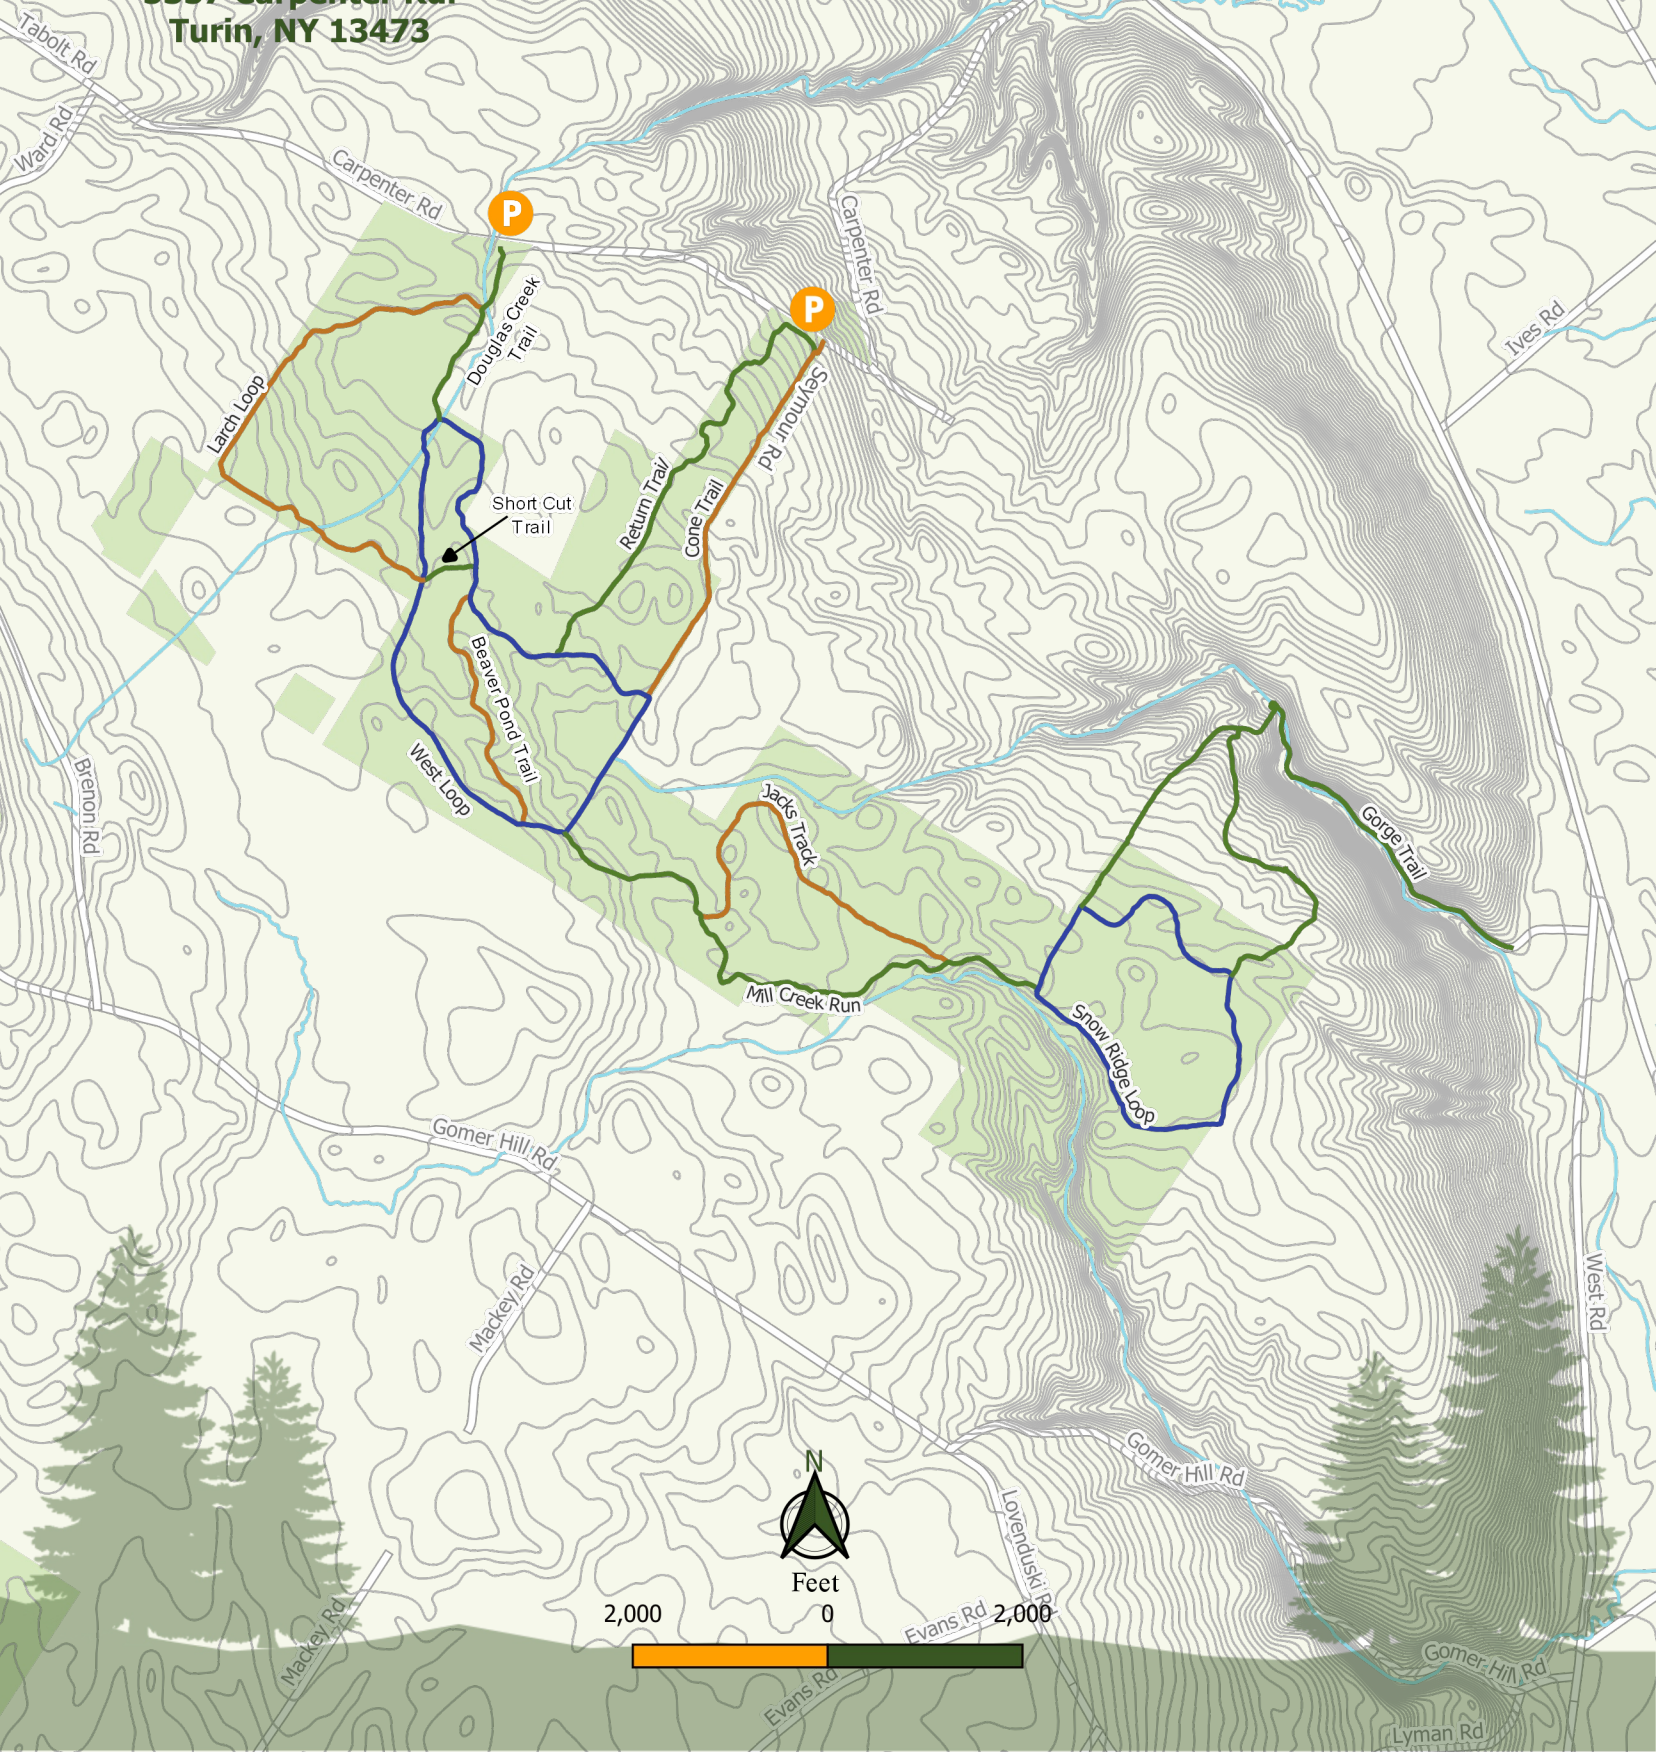 Turin, NY 13473
Tabolt Rd
Ward Rd
Carpenter Rd
P
Carpenter Rd
P
Douglas Creek
Trail
Ives Rd
Larch Loop
Seymour Rd
Return Trail
Cone Trail
Short Cut
Trail
Beaver Pond Trail
West Loop
Brenon Rd
Jacks Track
Gorge Trail
Mill Creek Run
Snow Ridge Loop
Gomer Hill Rd
Mackey Rd
West Rd
Gomer Hill Rd
N
Lovenduski Rd
Feet
2,000 0 2,000
Evans Rd
Mackey Rd
Evans Rd
Gomer Hill Rd
Lyman Rd